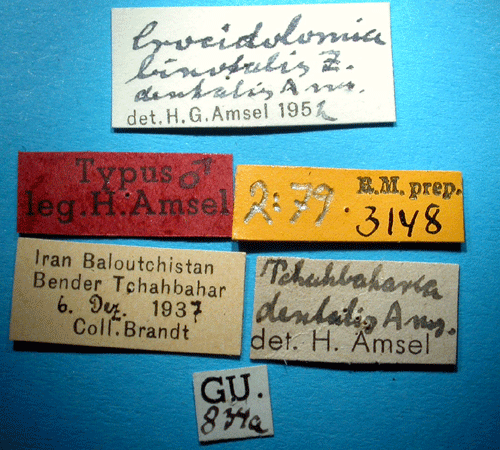 Crocidolomia
binotalis Z.
dentalis Ams.
det. H. G. Amsel 1952
Typus ♂
leg. H. Amsel
2:79 R.M. prep.
3148
Iran Baloutchistan
Bender Tchahbahar
6. Dez. 1937
Coll. Brandt
Tchahbaharia
dentalis Ams.
det. H. Amsel
GU.
834a